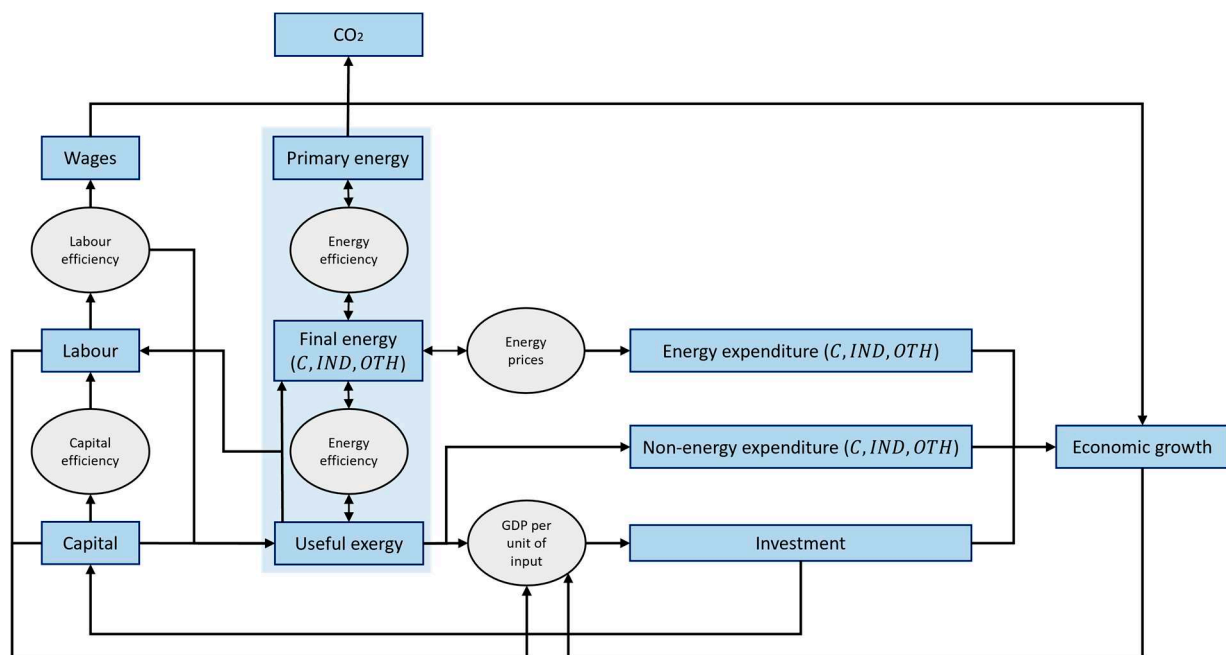 CO₂
Wages
Primary energy
Labour
efficiency
Energy
efficiency
Labour
Final energy
(C, IND, OTH)
Energy
prices
Energy expenditure (C, IND, OTH)
Capital
efficiency
Energy
efficiency
Non-energy expenditure (C, IND, OTH)
Economic growth
Capital
Useful exergy
GDP per
unit of
input
Investment